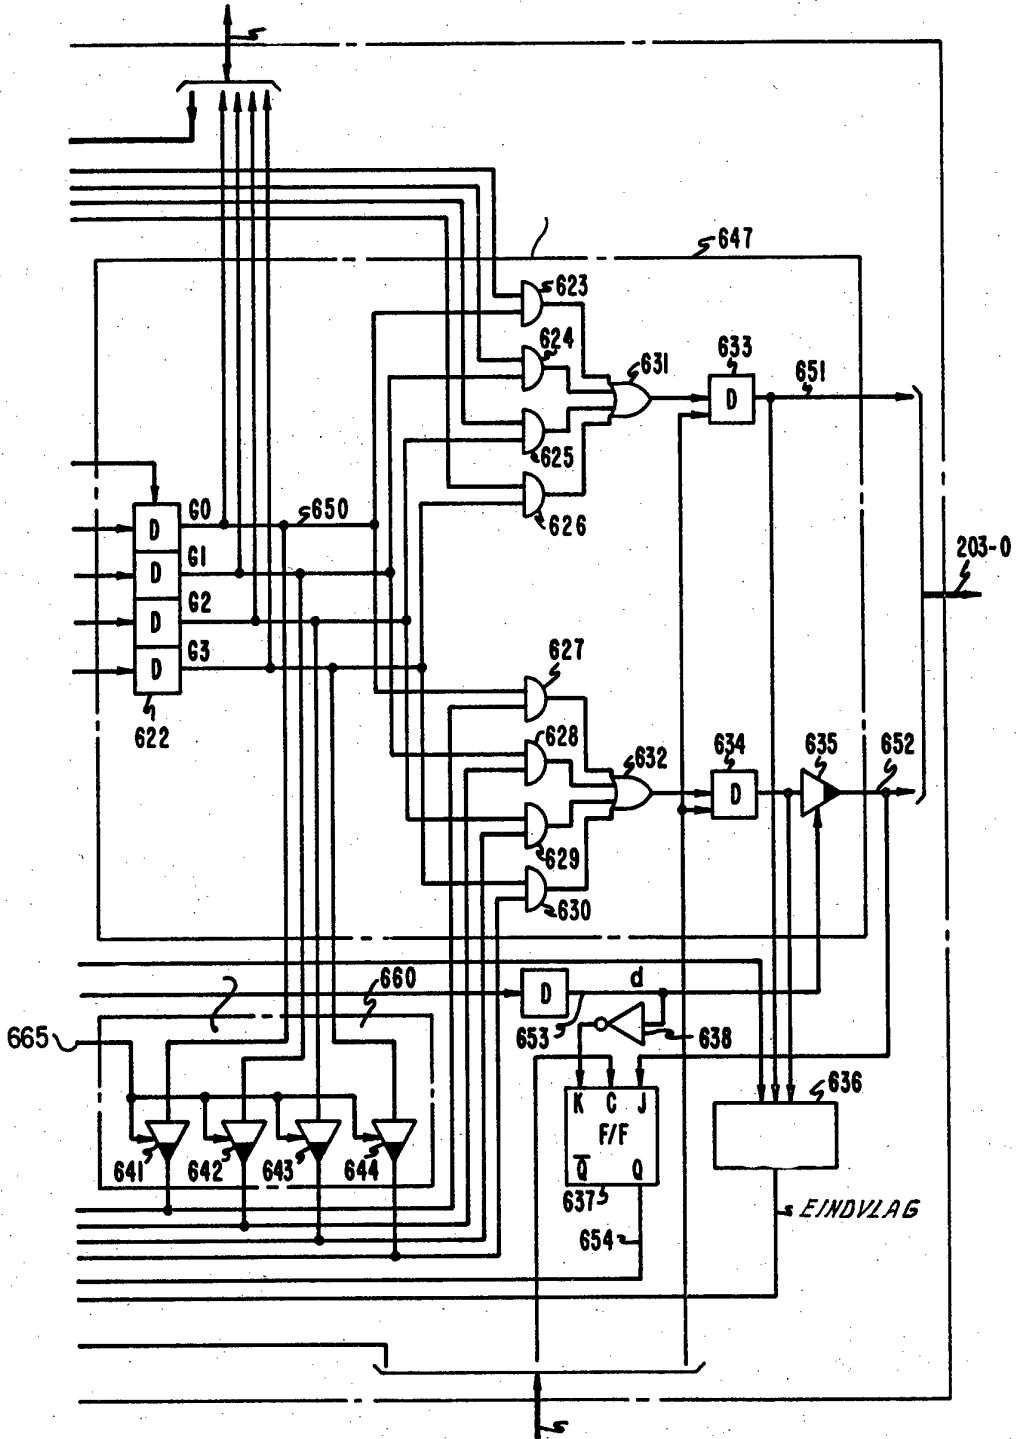 647
623
624
631
633
651
D
625
626
G0
650
D
G1
D
203-0
G2
D
G3
D
627
622
628
632
634
635
652
D
629
630
660
D
d
665
653
638
636
K C J
F/F
641
642
643
644
Q̅ Q
637
EINDVLAG
654